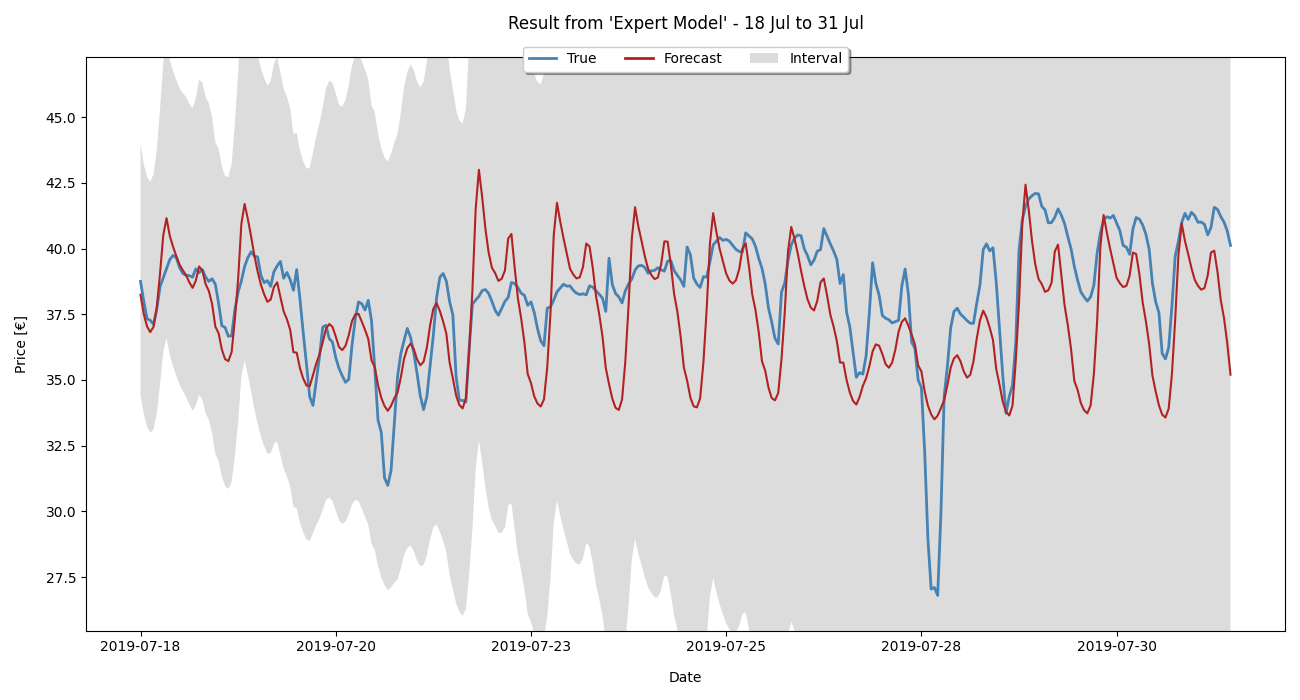 Result from 'Expert Model' - 18 Jul to 31 Jul
True Forecast Interval
45.0
42.5
40.0
37.5
35.0
32.5
30.0
27.5
Price [€]
2019-07-18 2019-07-20 2019-07-23 2019-07-25 2019-07-28 2019-07-30
Date